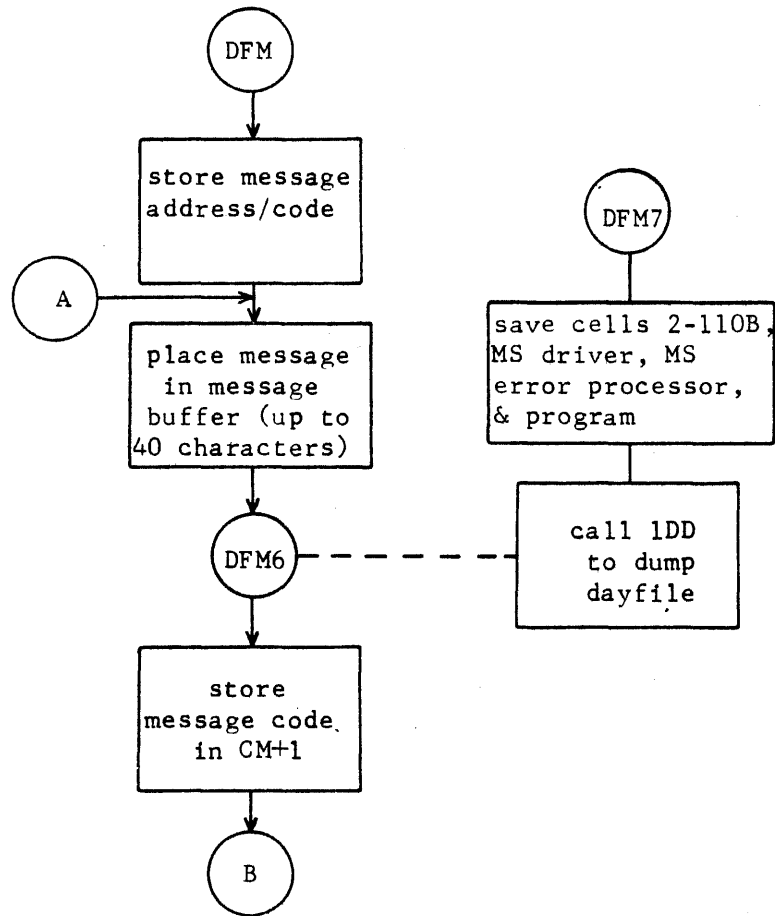 DFM
store message
address/code
A
place message
in message
buffer (up to
40 characters)
DFM6
store
message code
in CM+1
B
DFM7
save cells 2-110B,
MS driver, MS
error processor,
& program
call 1DD
to dump
dayfile